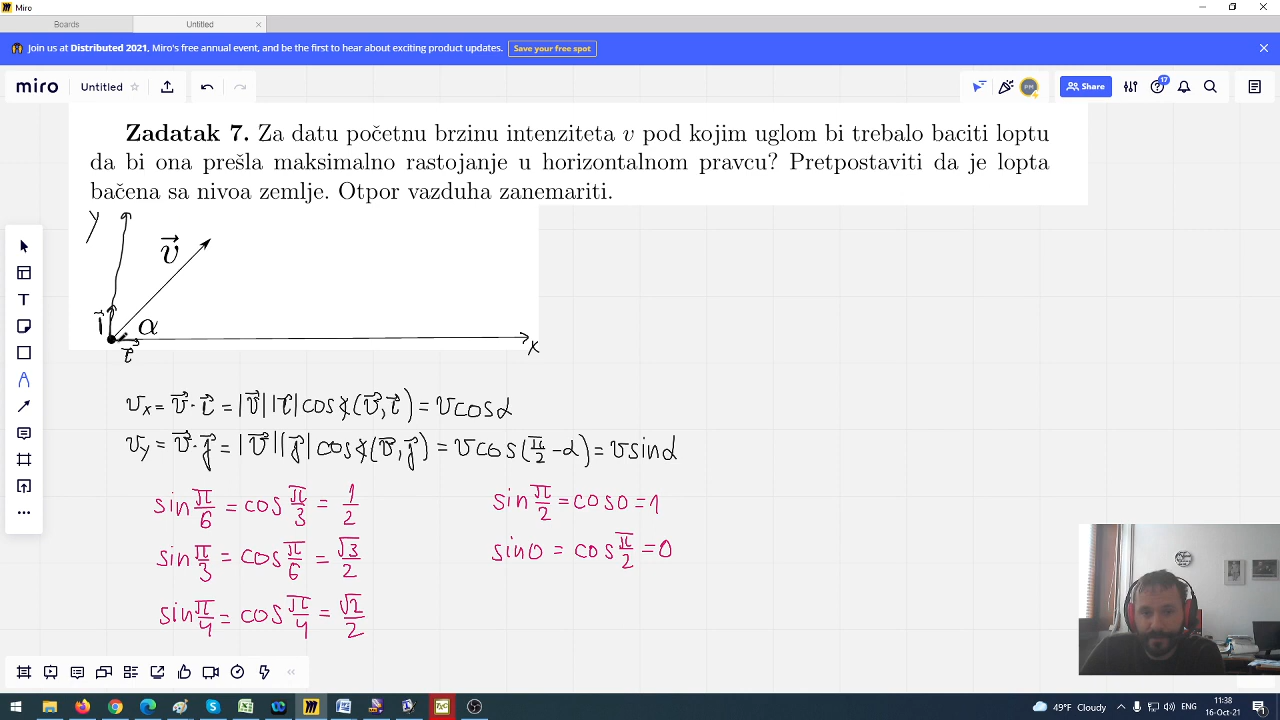 Miro
Boards
Untitled
Join us at Distributed 2021, Miro's free annual event, and be the first to hear about exciting product updates.
Save your free spot
miro
Untitled
PM
Share
17
Zadatak 7. Za datu početnu brzinu intenziteta v pod kojim uglom bi trebalo baciti loptu
da bi ona prešla maksimalno rastojanje u horizontalnom pravcu? Pretpostaviti da je lopta
bačena sa nivoa zemlje. Otpor vazduha zanemariti.
y
v⃗
j⃗
α
i⃗
x
vₓ = v⃗ · i⃗ = |v⃗| |i⃗| cos∢(v⃗, i⃗) = v cos α
v_y = v⃗ · j⃗ = |v⃗| |j⃗| cos∢(v⃗, j⃗) = v cos(π/2 − α) = v sin α
sin π/6 = cos π/3 = 1/2
sin π/2 = cos 0 = 1
sin π/3 = cos π/6 = √3/2
sin 0 = cos π/2 = 0
sin π/4 = cos π/4 = √2/2
49°F Cloudy
11:38
16-Oct-21